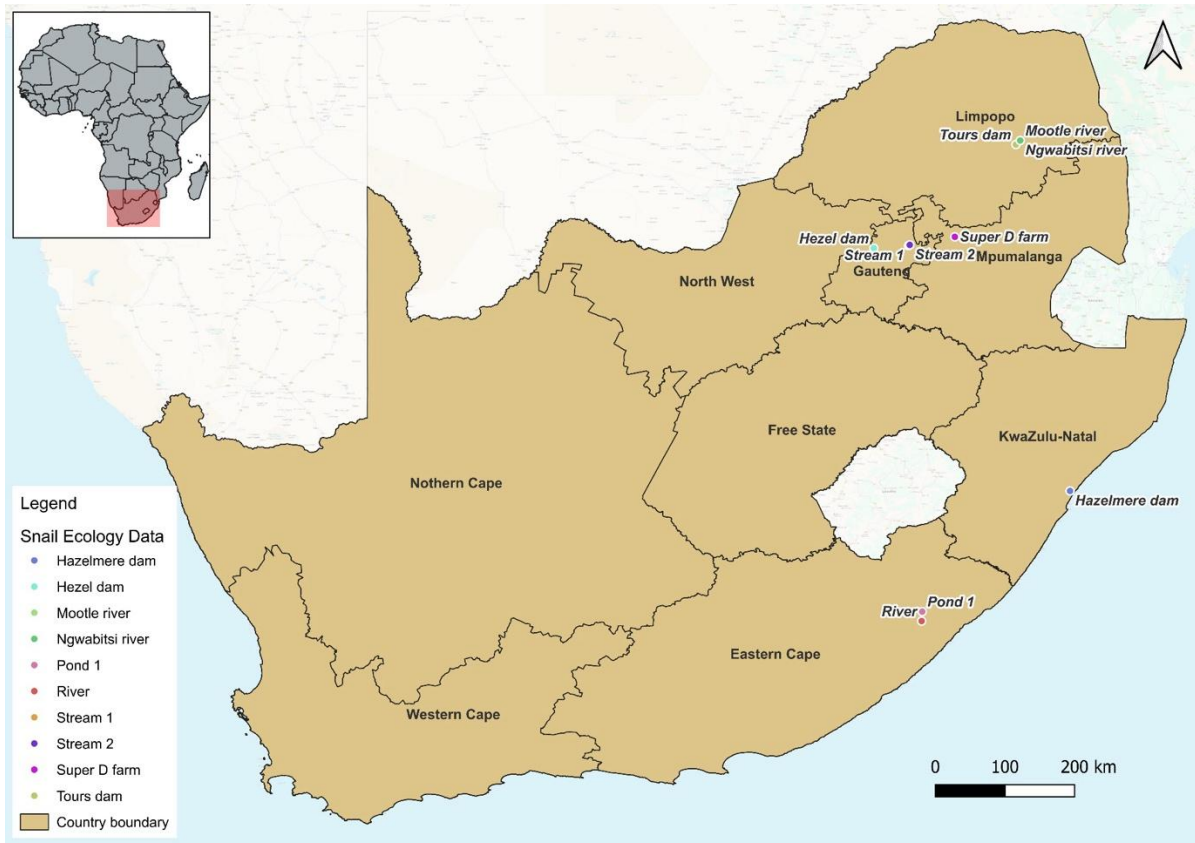 Limpopo
Tours dam
Mootle river
Ngwabitsi river
Hezel dam
Super D farm
Stream 1
Stream 2
Mpumalanga
Gauteng
North West
Free State
KwaZulu-Natal
Nothern Cape
Hazelmere dam
River
Pond 1
Eastern Cape
Western Cape
Legend
Snail Ecology Data
Hazelmere dam
Hezel dam
Mootle river
Ngwabitsi river
Pond 1
River
Stream 1
Stream 2
Super D farm
Tours dam
Country boundary
0 100 200 km